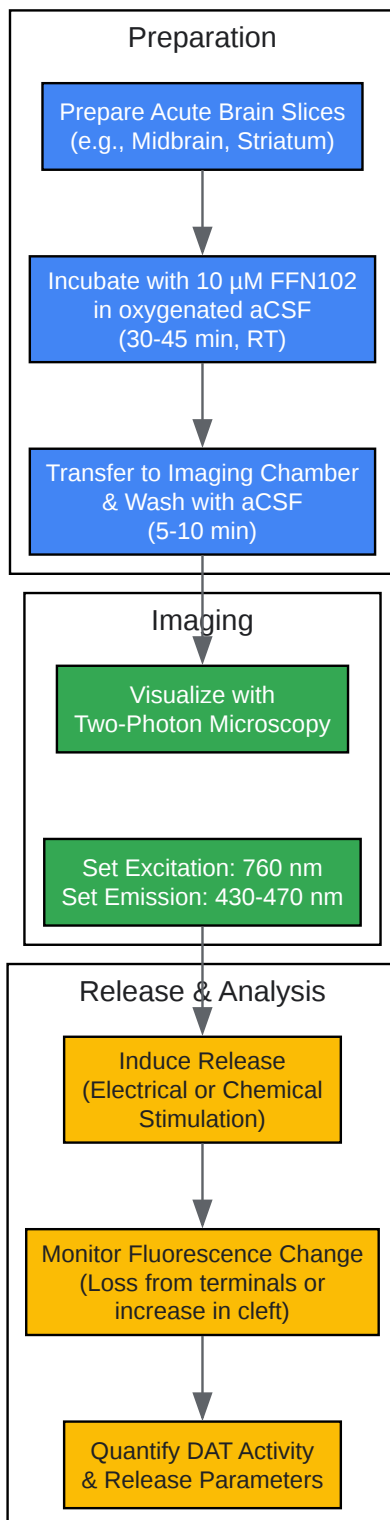 Preparation
Prepare Acute Brain Slices
(e.g., Midbrain, Striatum)
Incubate with 10 µM FFN102
in oxygenated aCSF
(30-45 min, RT)
Transfer to Imaging Chamber
& Wash with aCSF
(5-10 min)
Imaging
Visualize with
Two-Photon Microscopy
Set Excitation: 760 nm
Set Emission: 430-470 nm
Release & Analysis
Induce Release
(Electrical or Chemical
Stimulation)
Monitor Fluorescence Change
(Loss from terminals or
increase in cleft)
Quantify DAT Activity
& Release Parameters